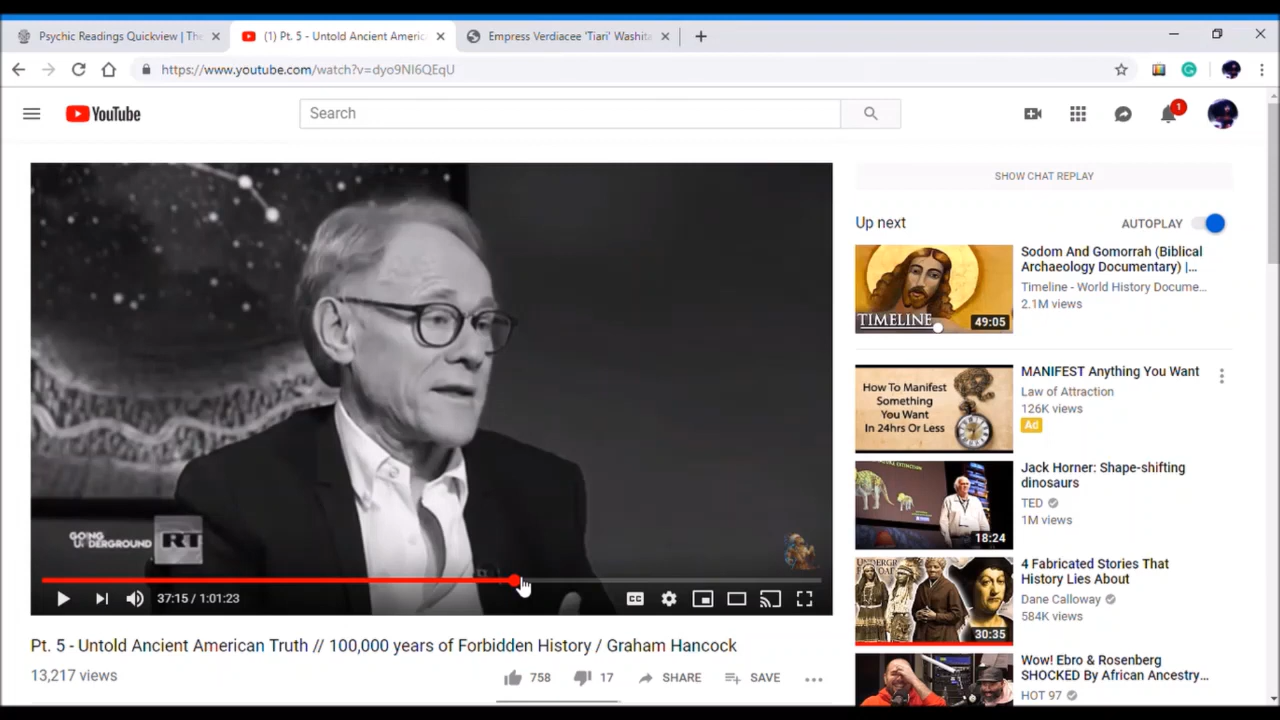 Psychic Readings Quickview | The
(1) Pt. 5 - Untold Ancient Americ
Empress Verdiacee 'Tiari' Washita
https://www.youtube.com/watch?v=dyo9NI6QEqU
YouTube
Search
1
SHOW CHAT REPLAY
Up next
AUTOPLAY
Sodom And Gomorrah (Biblical
Archaeology Documentary) |...
Timeline - World History Docume...
2.1M views
TIMELINE
49:05
MANIFEST Anything You Want
Law of Attraction
126K views
Ad
How To Manifest
Something
You Want
In 24hrs Or Less
Jack Horner: Shape-shifting
dinosaurs
TED
1M views
18:24
4 Fabricated Stories That
History Lies About
Dane Calloway
584K views
30:35
Wow! Ebro & Rosenberg
SHOCKED By African Ancestry...
HOT 97
GOING
UNDERGROUND
RT
37:15 / 1:01:23
CC
Pt. 5 - Untold Ancient American Truth // 100,000 years of Forbidden History / Graham Hancock
13,217 views
758
17
SHARE
SAVE